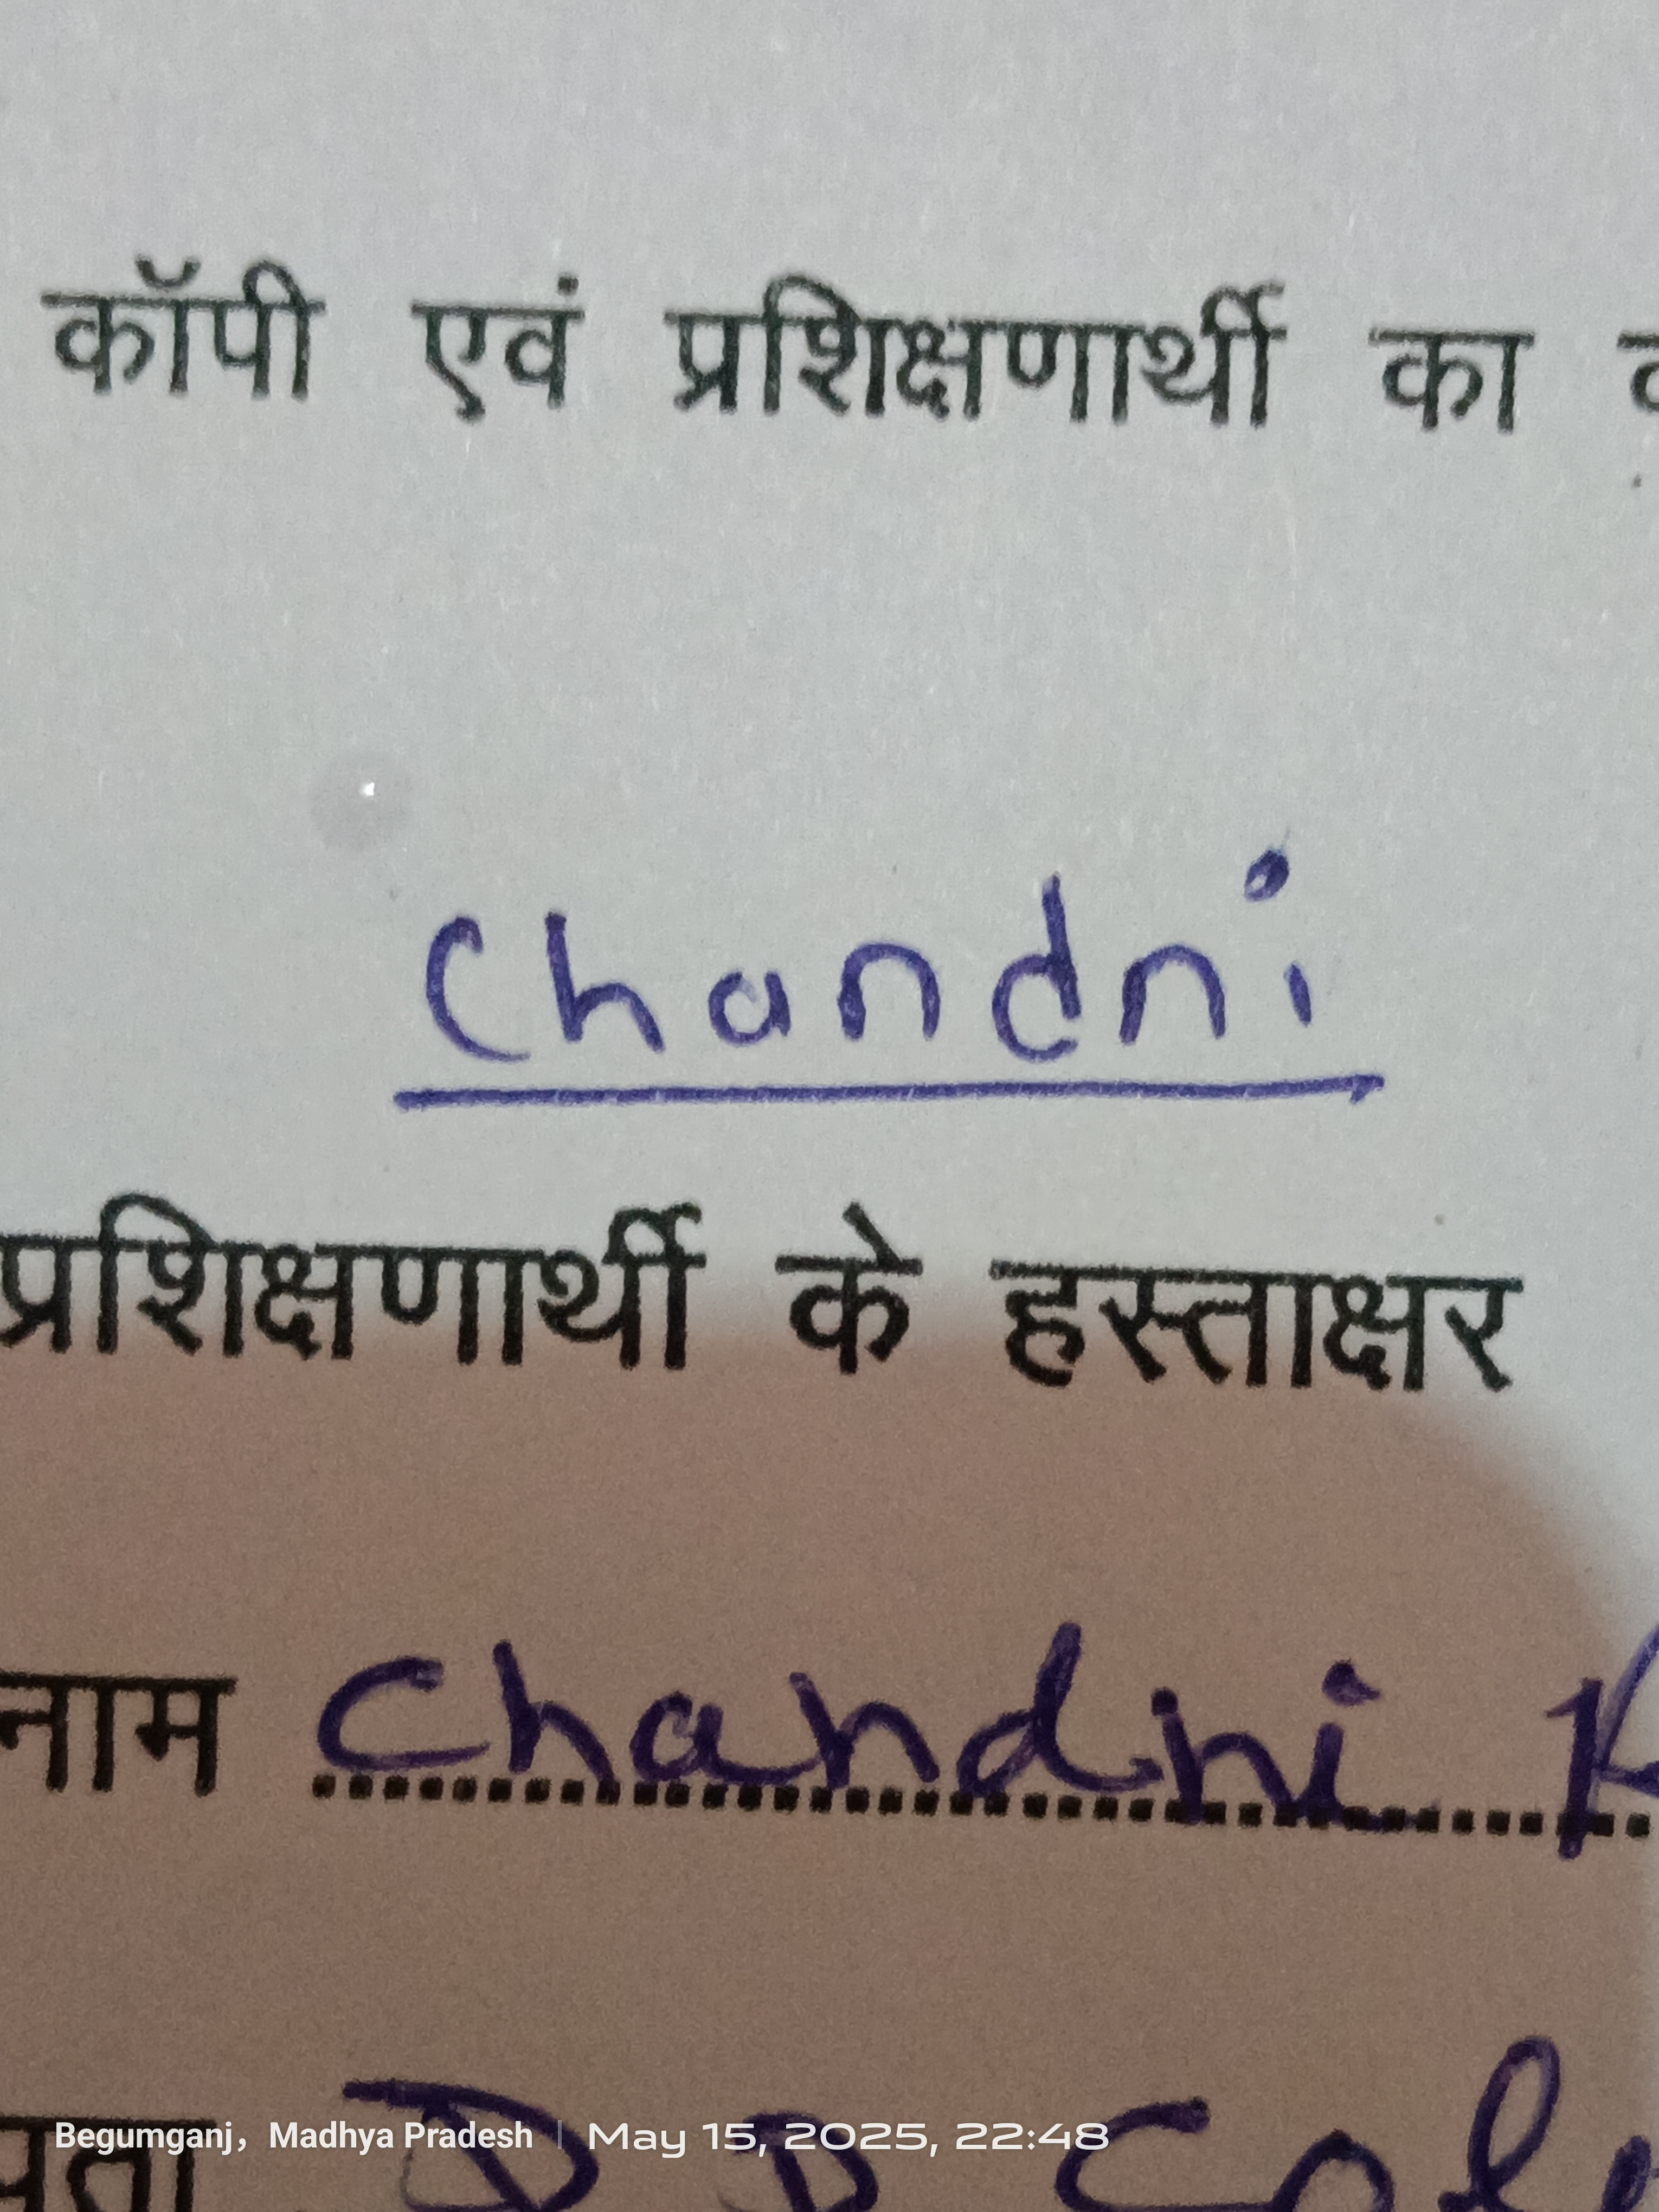 कॉपी एवं प्रशिक्षणार्थी का
Chandni
प्रशिक्षणार्थी के हस्ताक्षर
नाम Chandni
Begumganj, Madhya Pradesh | May 15, 2025, 22:48